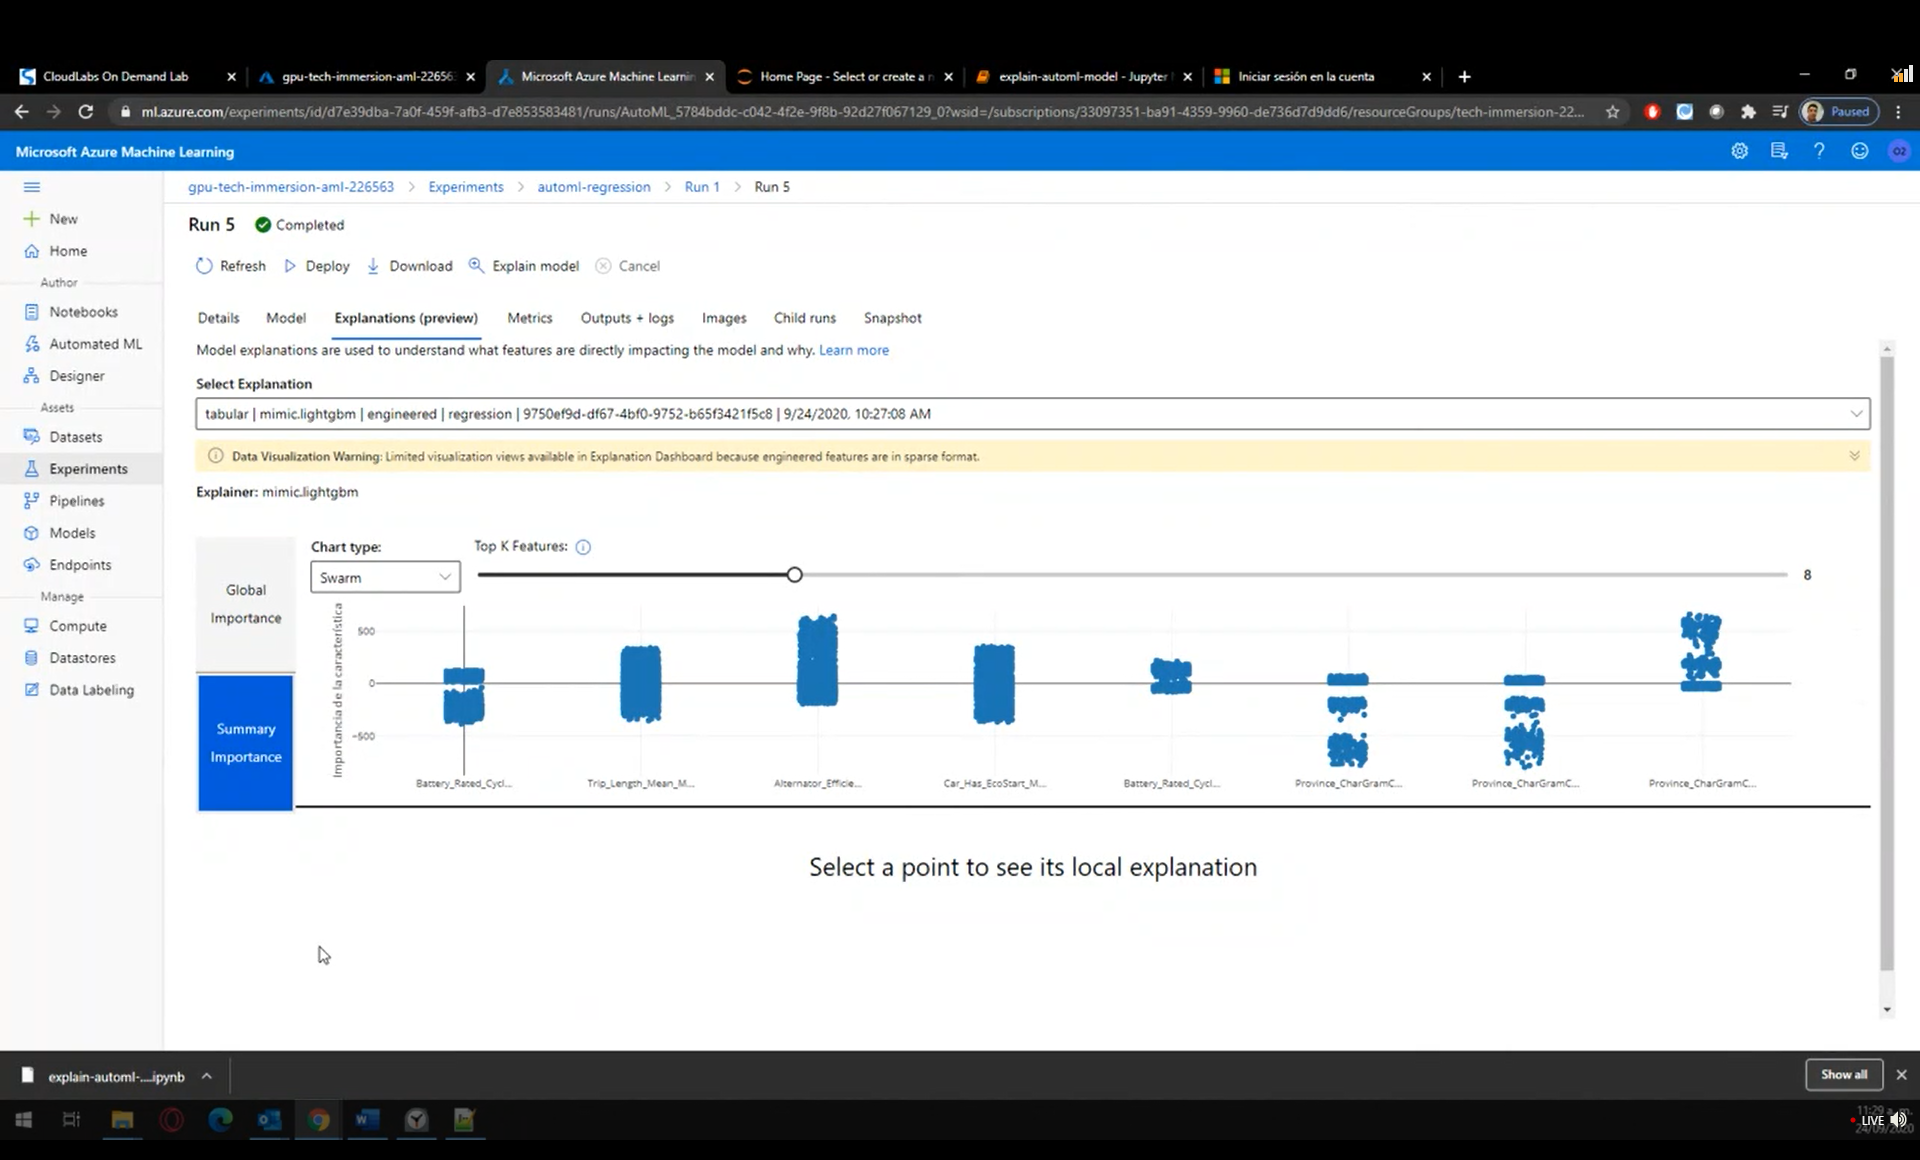 CloudLabs On Demand Lab
gpu-tech-immersion-aml-22656
Microsoft Azure Machine Learnin
Home Page - Select or create a n
explain-automl-model - Jupyter
Iniciar sesión en la cuenta
ml.azure.com/experiments/id/d7e39dba-7a0f-459f-afb3-d7e853583481/runs/AutoML_5784bddc-c042-4f2e-9f8b-92d27f067129_0?wsid=/subscriptions/33097351-ba91-4359-9960-de736d7d9dd6/resourceGroups/tech-immersion-22...
Paused
Microsoft Azure Machine Learning
OZ
gpu-tech-immersion-aml-226563 > Experiments > automl-regression > Run 1 > Run 5
New
Home
Author
Notebooks
Automated ML
Designer
Assets
Datasets
Experiments
Pipelines
Models
Endpoints
Manage
Compute
Datastores
Data Labeling
Run 5 Completed
Refresh Deploy Download Explain model Cancel
Details Model Explanations (preview) Metrics Outputs + logs Images Child runs Snapshot
Model explanations are used to understand what features are directly impacting the model and why. Learn more
Select Explanation
tabular | mimic.lightgbm | engineered | regression | 9750ef9d-df67-4bf0-9752-b65f3421f5c8 | 9/24/2020, 10:27:08 AM
Data Visualization Warning: Limited visualization views available in Explanation Dashboard because engineered features are in sparse format.
Explainer: mimic.lightgbm
Global
Importance
Summary
Importance
Chart type:
Swarm
Top K Features:
8
Importancia de la característica
500
0
−500
Battery_Rated_Cycl...
Trip_Length_Mean_M...
Alternator_Efficie...
Car_Has_EcoStart_M...
Battery_Rated_Cycl...
Province_CharGramC...
Province_CharGramC...
Province_CharGramC...
Select a point to see its local explanation
explain-automl-....ipynb
Show all
11:29 a. m.
LIVE
24/09/2020